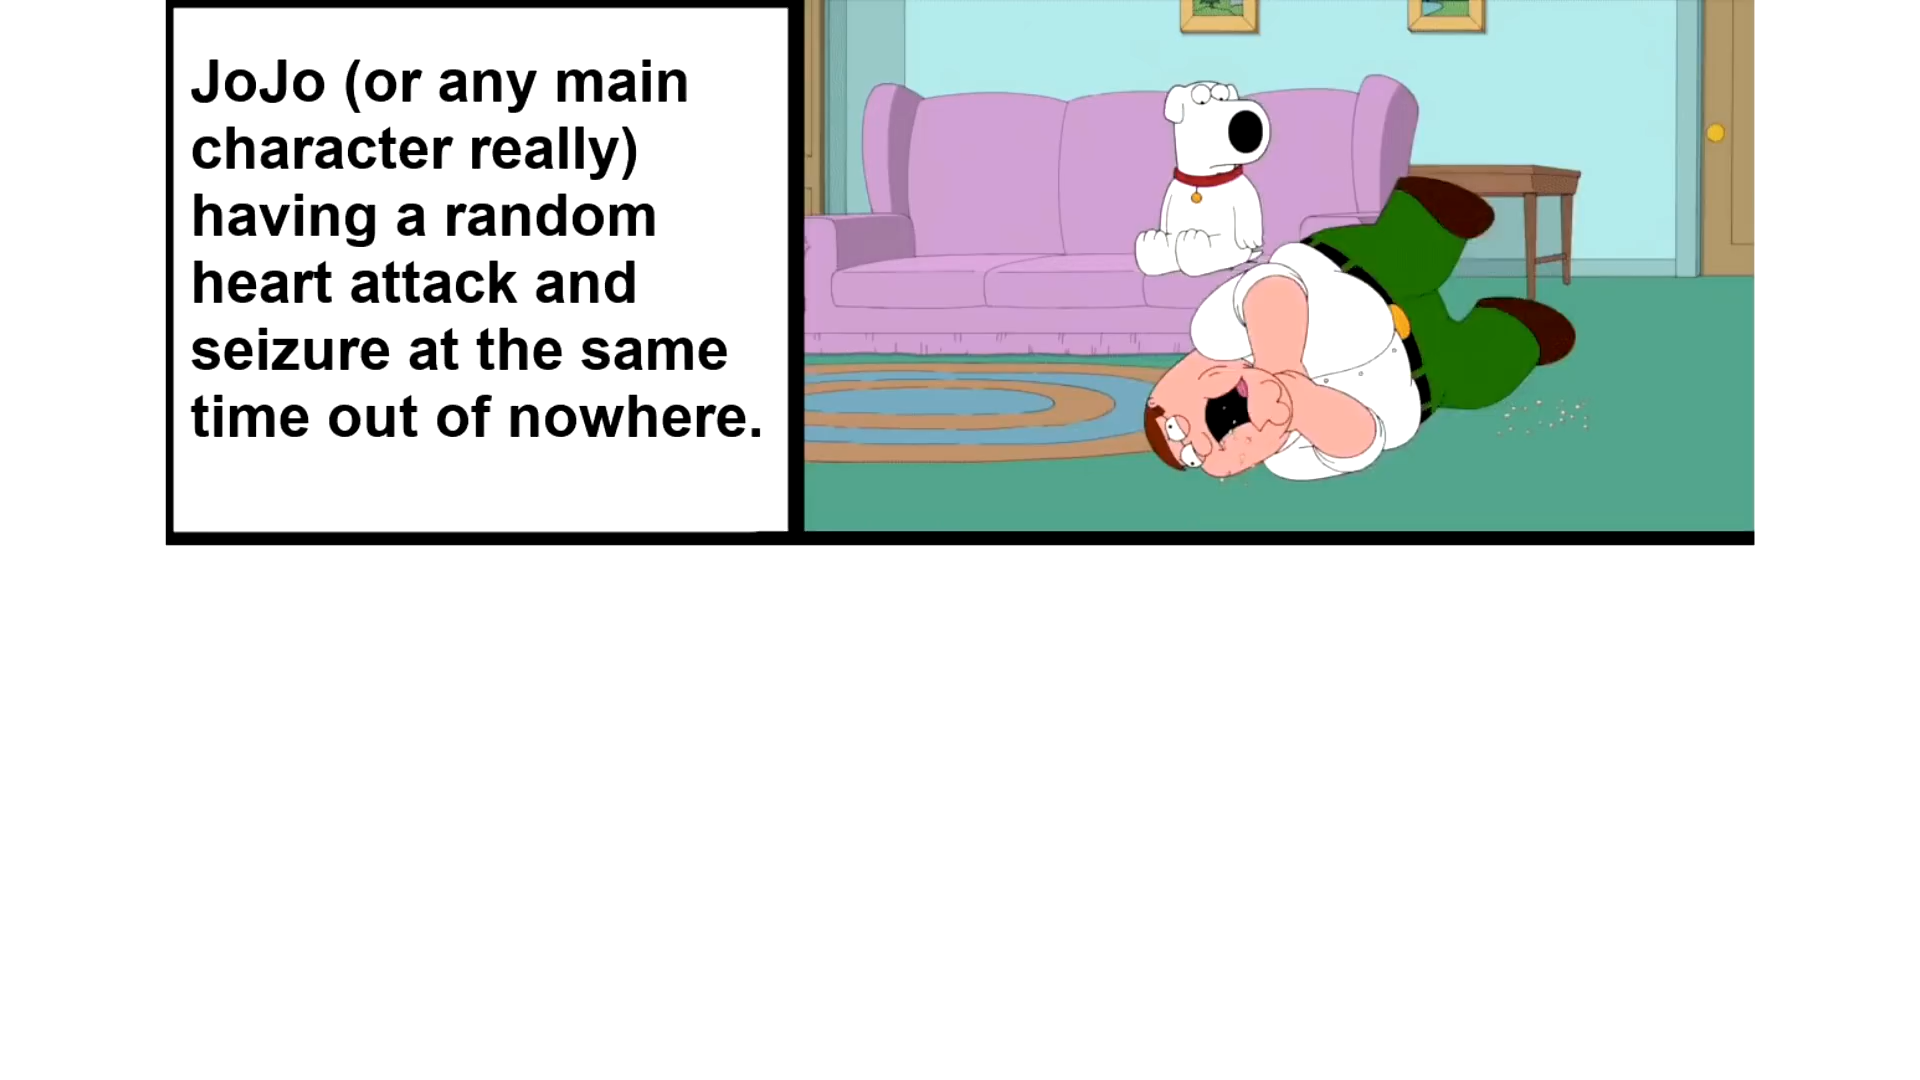 JoJo (or any main
character really)
having a random
heart attack and
seizure at the same
time out of nowhere.